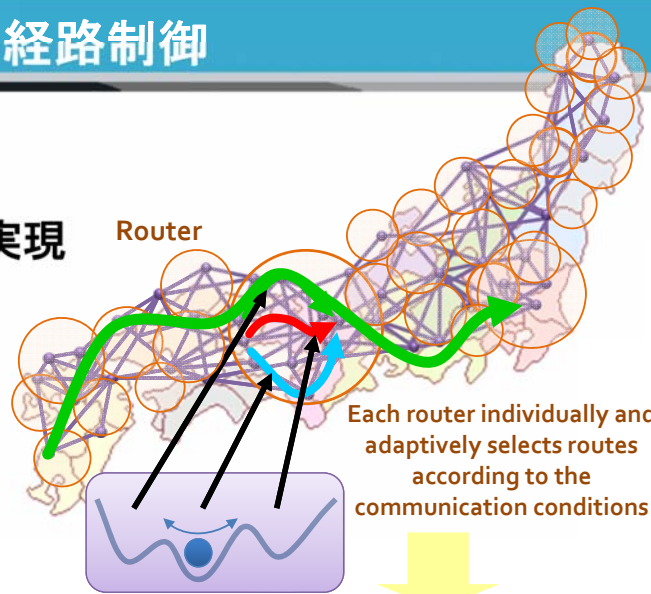 経路制御
実現
Router
Each router individually and
adaptively selects routes
according to the
communication conditions